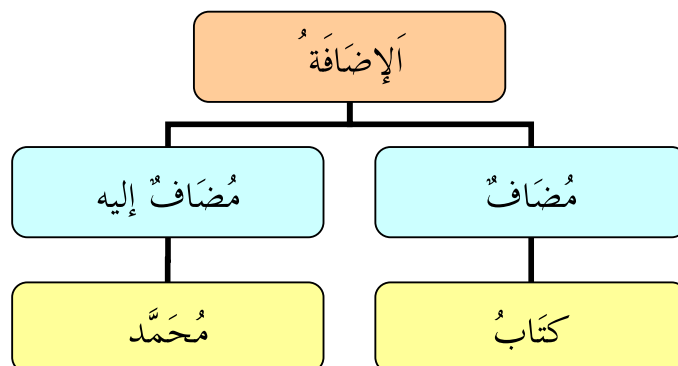 اَلإِضَافَة ُ
مُضَافٌ
مُضَافٌ إليه
كتَابُ
مُحَمَّد